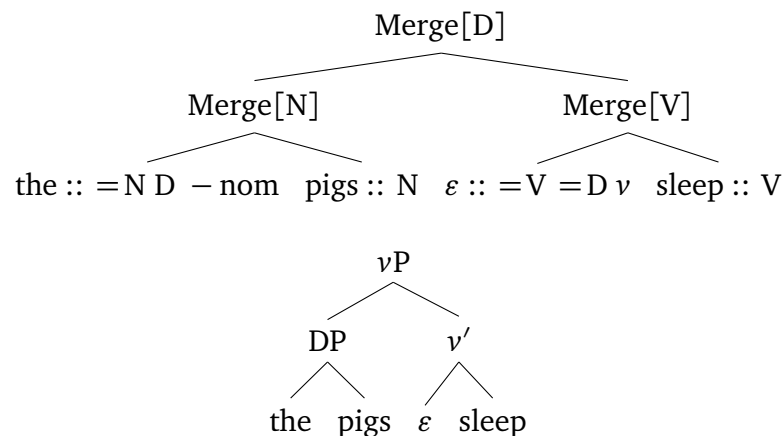 Merge[D]
Merge[N] Merge[V]
the :: =N D −nom pigs :: N ε :: =V =D v sleep :: V
vP
DP v′
the pigs ε sleep